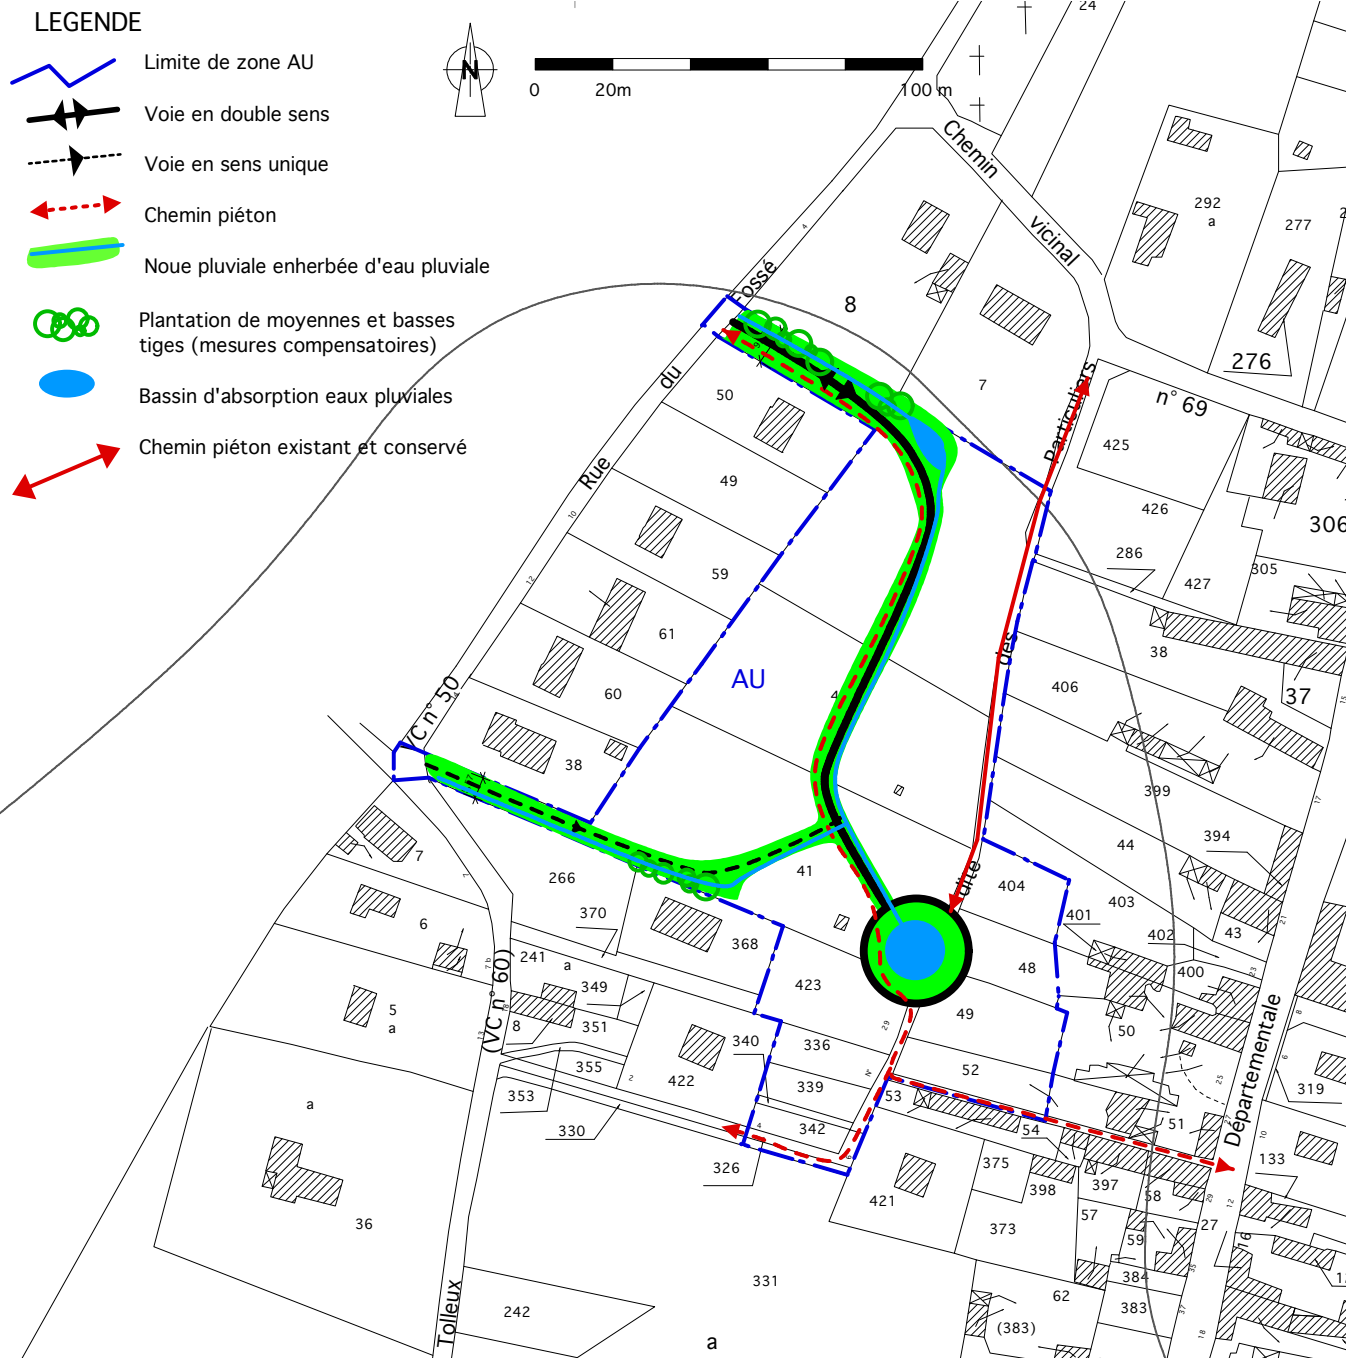 LEGENDE
Limite de zone AU
Voie en double sens
Voie en sens unique
Chemin piéton
Noue pluviale enherbée d'eau pluviale
Plantation de moyennes et basses
tiges (mesures compensatoires)
Bassin d'absorption eaux pluviales
Chemin piéton existant et conservé
N
0 20m 100 m
24
Chemin
vicinal
n° 69
292
a
277
276
8
7
Fossé
du
Rue
VC n° 50
Particuliers
des
50
49
59
61
60
38
AU
425
426
286
427
305
306
38
37
406
399
394
44
404
403
401
402
43
400
48
49
50
52
53
54
51
41
266
370
368
241
a
349
351
8
355
353
330
422
340
423
336
339
342
326
7
6
5
a
a
36
(VC n° 60)
Tolleux
242
331
a
421
375
398
373
397
58
57
59
384
383
62
(383)
27
16
133
319
Departementale